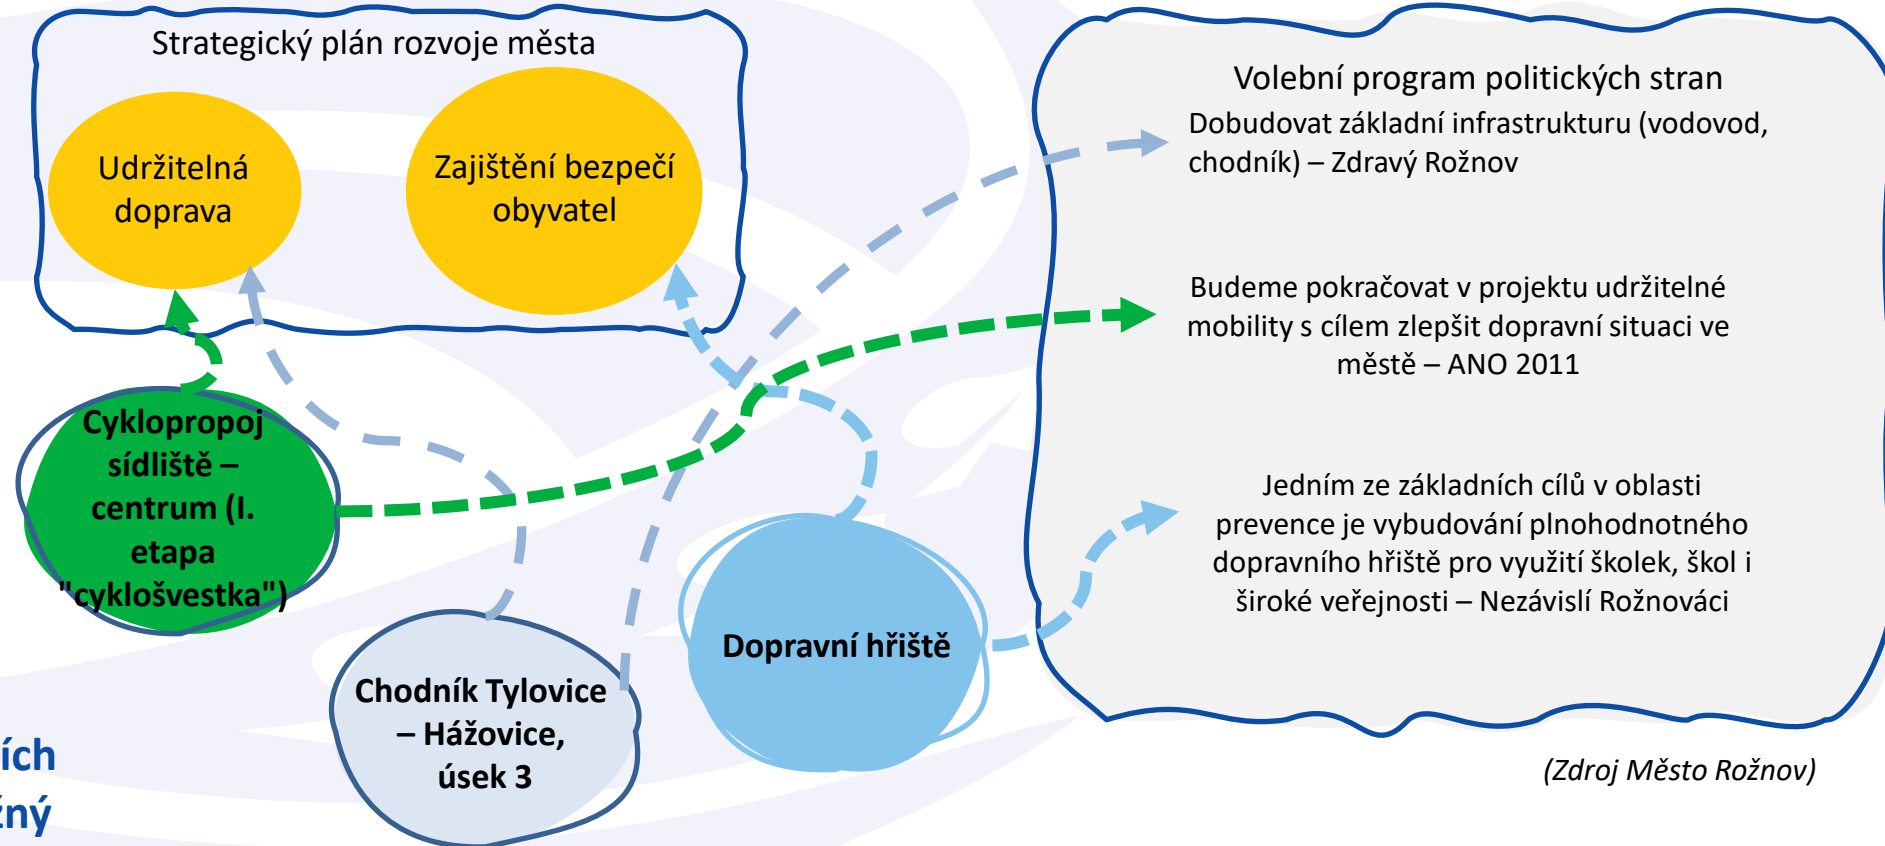 Strategický plán rozvoje města
Udržitelná
doprava
Zajištění bezpečí
obyvatel
Cyklopropoj
sídliště –
centrum (I.
etapa
"cyklošvestka")
Chodník Tylovice
– Hážovice,
úsek 3
Dopravní hřiště
Volební program politických stran
Dobudovat základní infrastrukturu (vodovod,
chodník) – Zdravý Rožnov
Budeme pokračovat v projektu udržitelné
mobility s cílem zlepšit dopravní situaci ve
městě – ANO 2011
Jedním ze základních cílů v oblasti
prevence je vybudování plnohodnotného
dopravního hřiště pro využití školek, škol i
široké veřejnosti – Nezávislí Rožnováci
(Zdroj Město Rožnov)
ích
žný